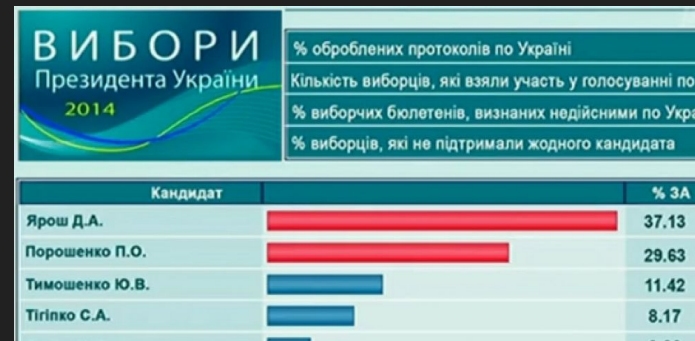 ВИБОРИ
Президента України
2014
% оброблених протоколів по Україні
Кількість виборців, які взяли участь у голосуванні по
% виборчих бюлетенів, визнаних недійсними по Укра
% виборців, які не підтримали жодного кандидата
Кандидат % ЗА
Ярош Д.А. 37.13
Порошенко П.О. 29.63
Тимошенко Ю.В. 11.42
Тігіпко С.А. 8.17